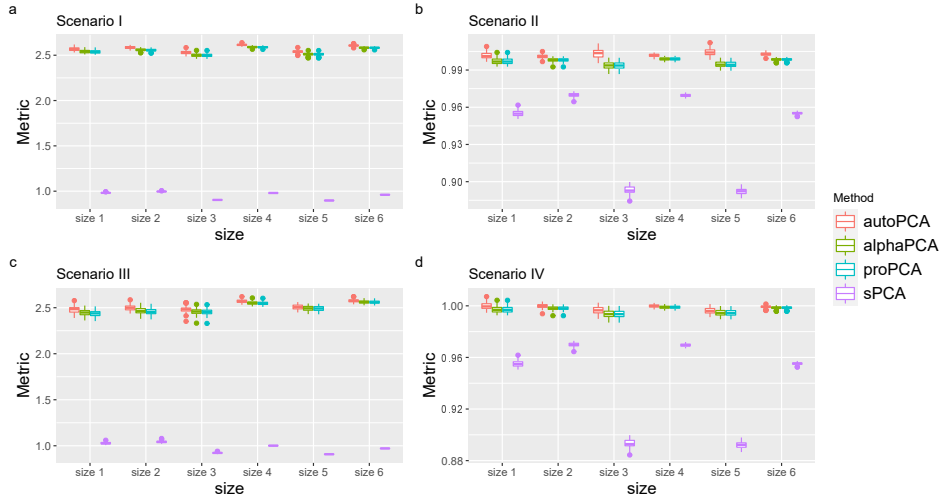 a
Scenario I
2.5
2.0
1.5
1.0
Metric
size 1
size 2
size 3
size 4
size 5
size 6
size
b
Scenario II
0.99
0.96
0.93
0.90
Metric
size 1
size 2
size 3
size 4
size 5
size 6
size
c
Scenario III
2.5
2.0
1.5
1.0
Metric
size 1
size 2
size 3
size 4
size 5
size 6
size
d
Scenario IV
1.00
0.96
0.92
0.88
Metric
size 1
size 2
size 3
size 4
size 5
size 6
size
Method
autoPCA
alphaPCA
proPCA
sPCA